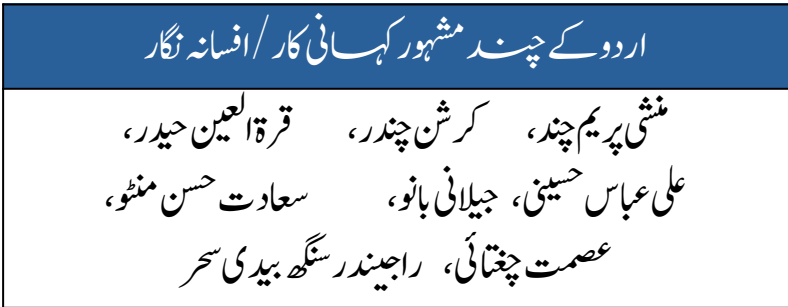 اردو کے چند مشہور کہانی کار / افسانہ نگار
منشی پریم چند، کرشن چندر، قرۃ العین حیدر،
علی عباس حسینی، جیلانی بانو، سعادت حسن منٹو،
عصمت چغتائی، راجیندر سنگھ بیدی سحر